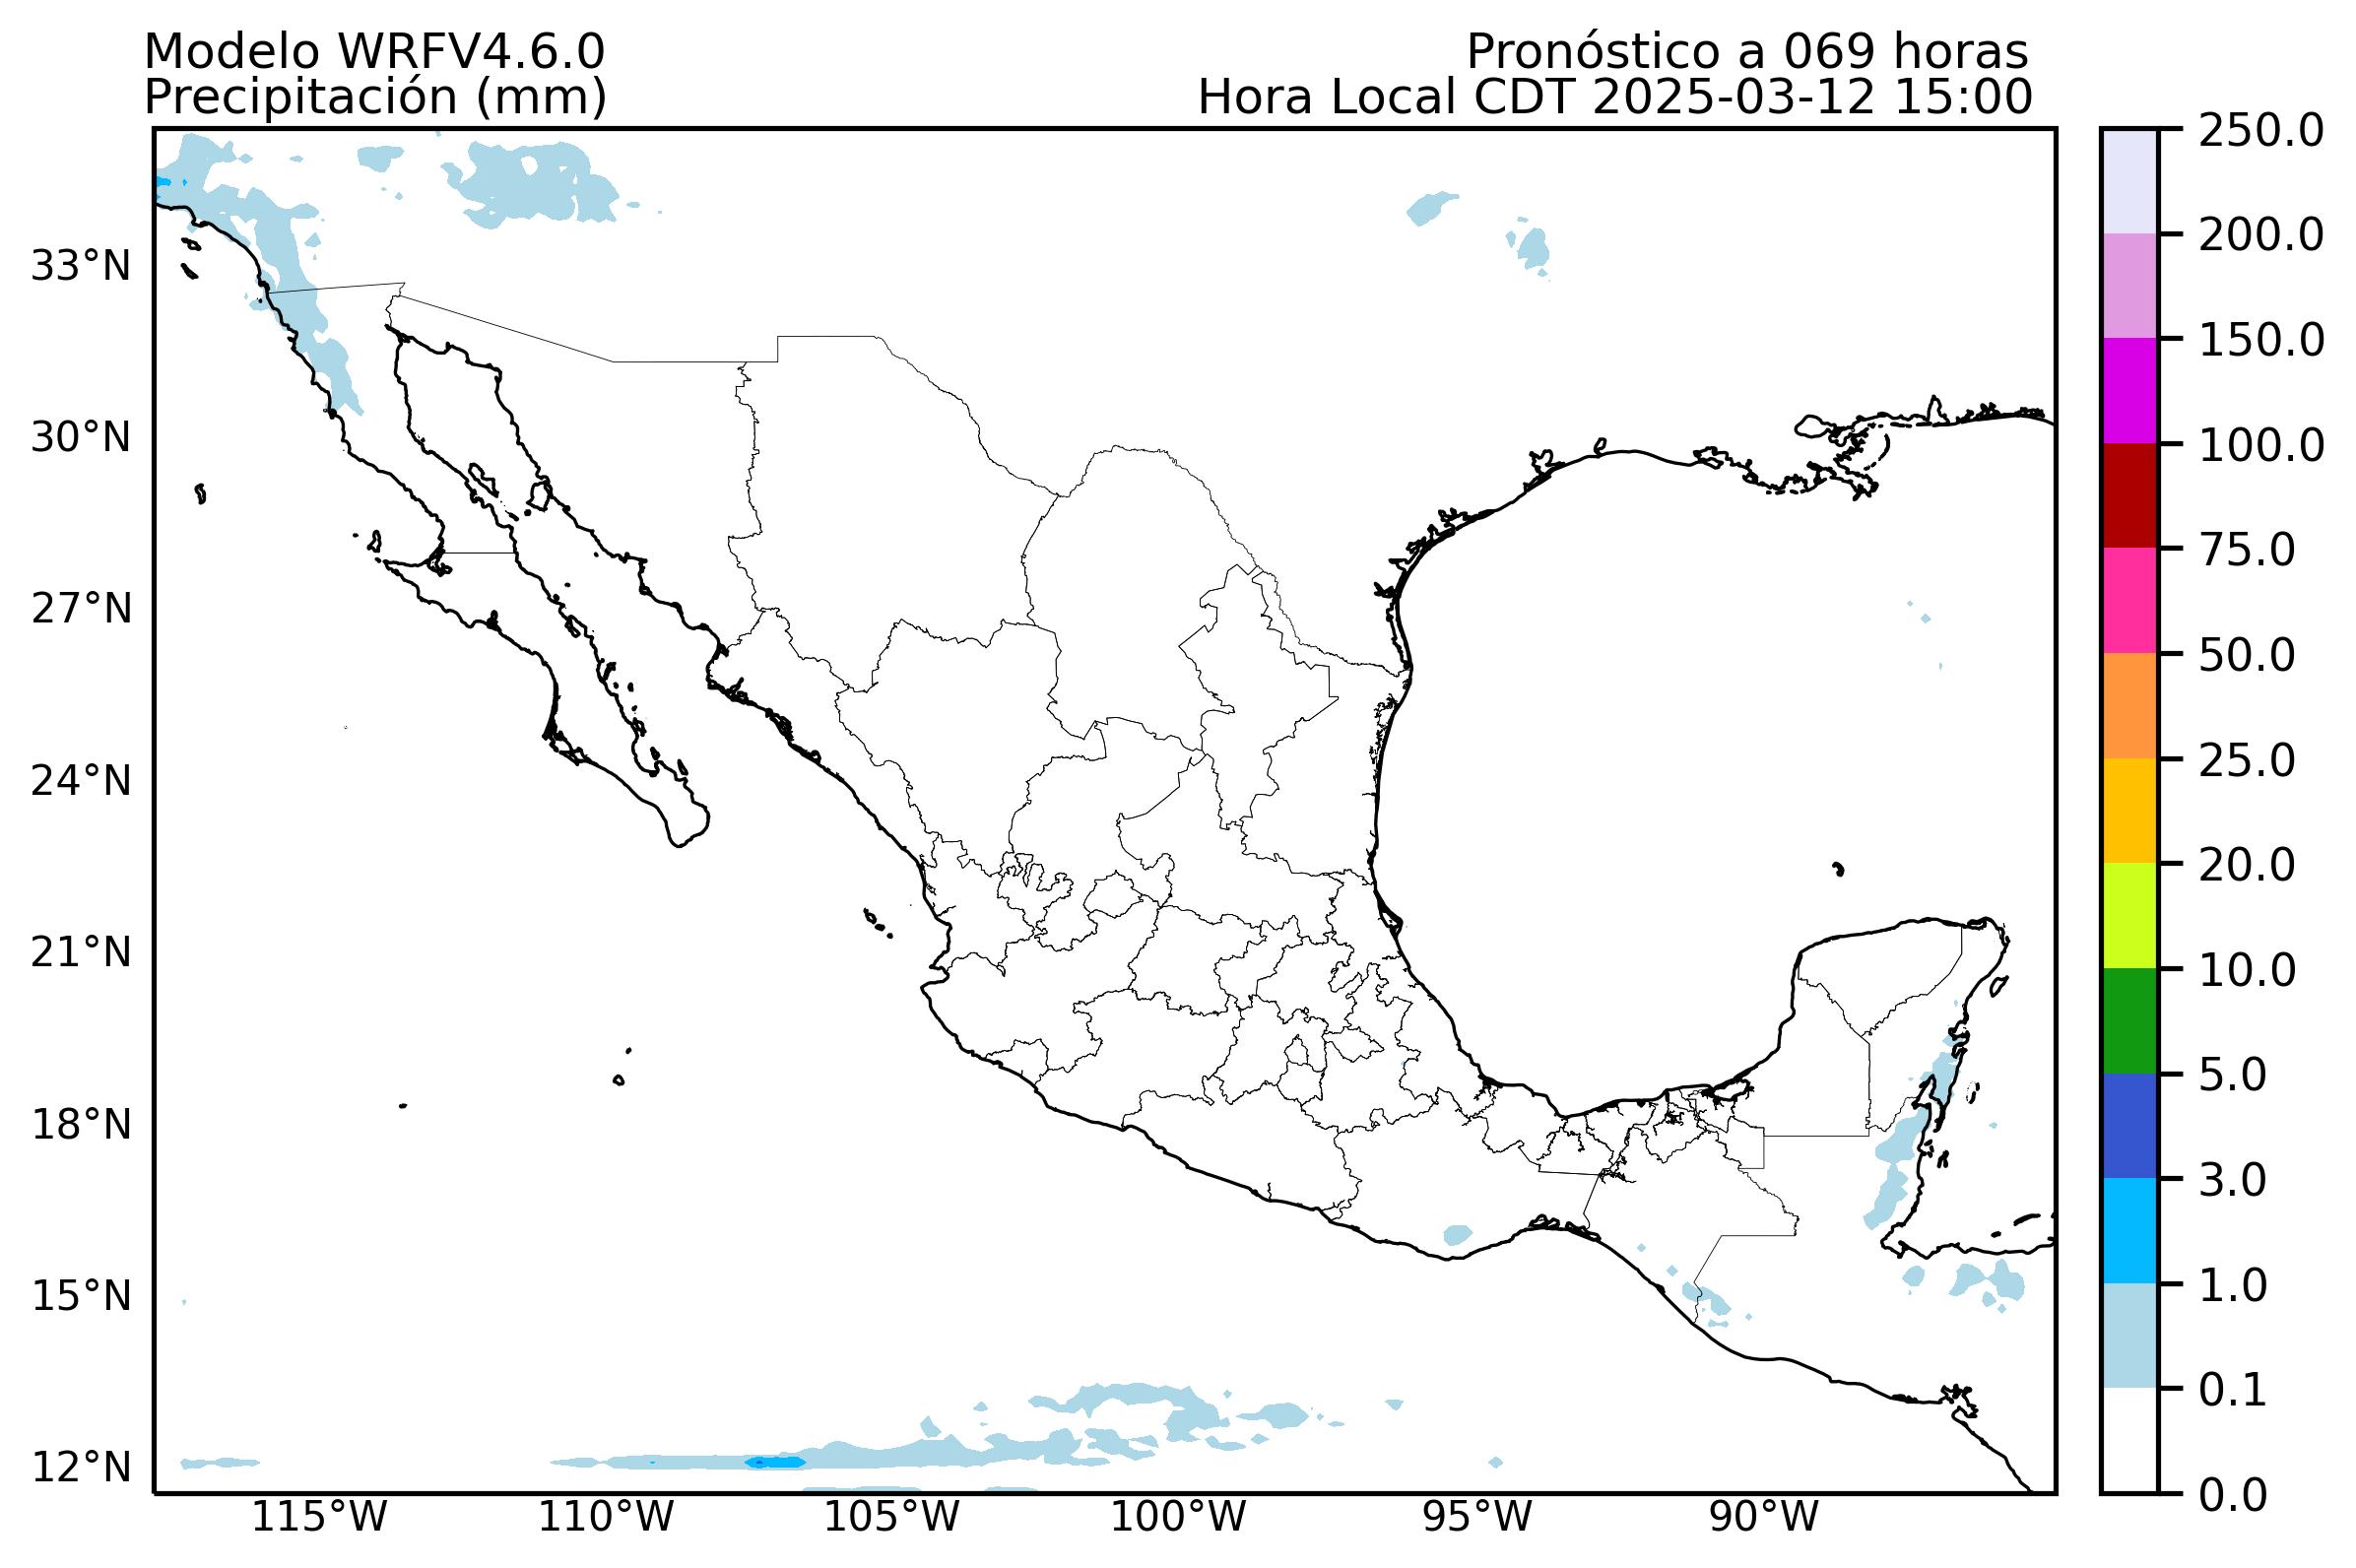 Modelo WRFV4.6.0
Precipitación (mm)
Pronóstico a 069 horas
Hora Local CDT 2025-03-12 15:00
33°N
30°N
27°N
24°N
21°N
18°N
15°N
12°N
115°W
110°W
105°W
100°W
95°W
90°W
250.0
200.0
150.0
100.0
75.0
50.0
25.0
20.0
10.0
5.0
3.0
1.0
0.1
0.0